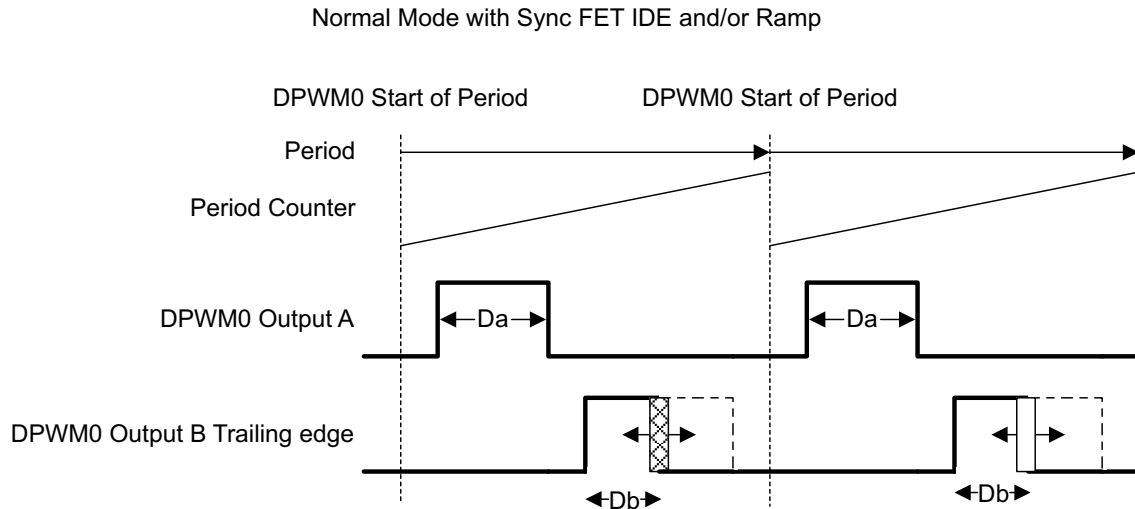 Normal Mode with Sync FET IDE and/or Ramp
DPWM0 Start of Period
DPWM0 Start of Period
Period
Period Counter
DPWM0 Output A
Da
Da
DPWM0 Output B Trailing edge
Db
Db